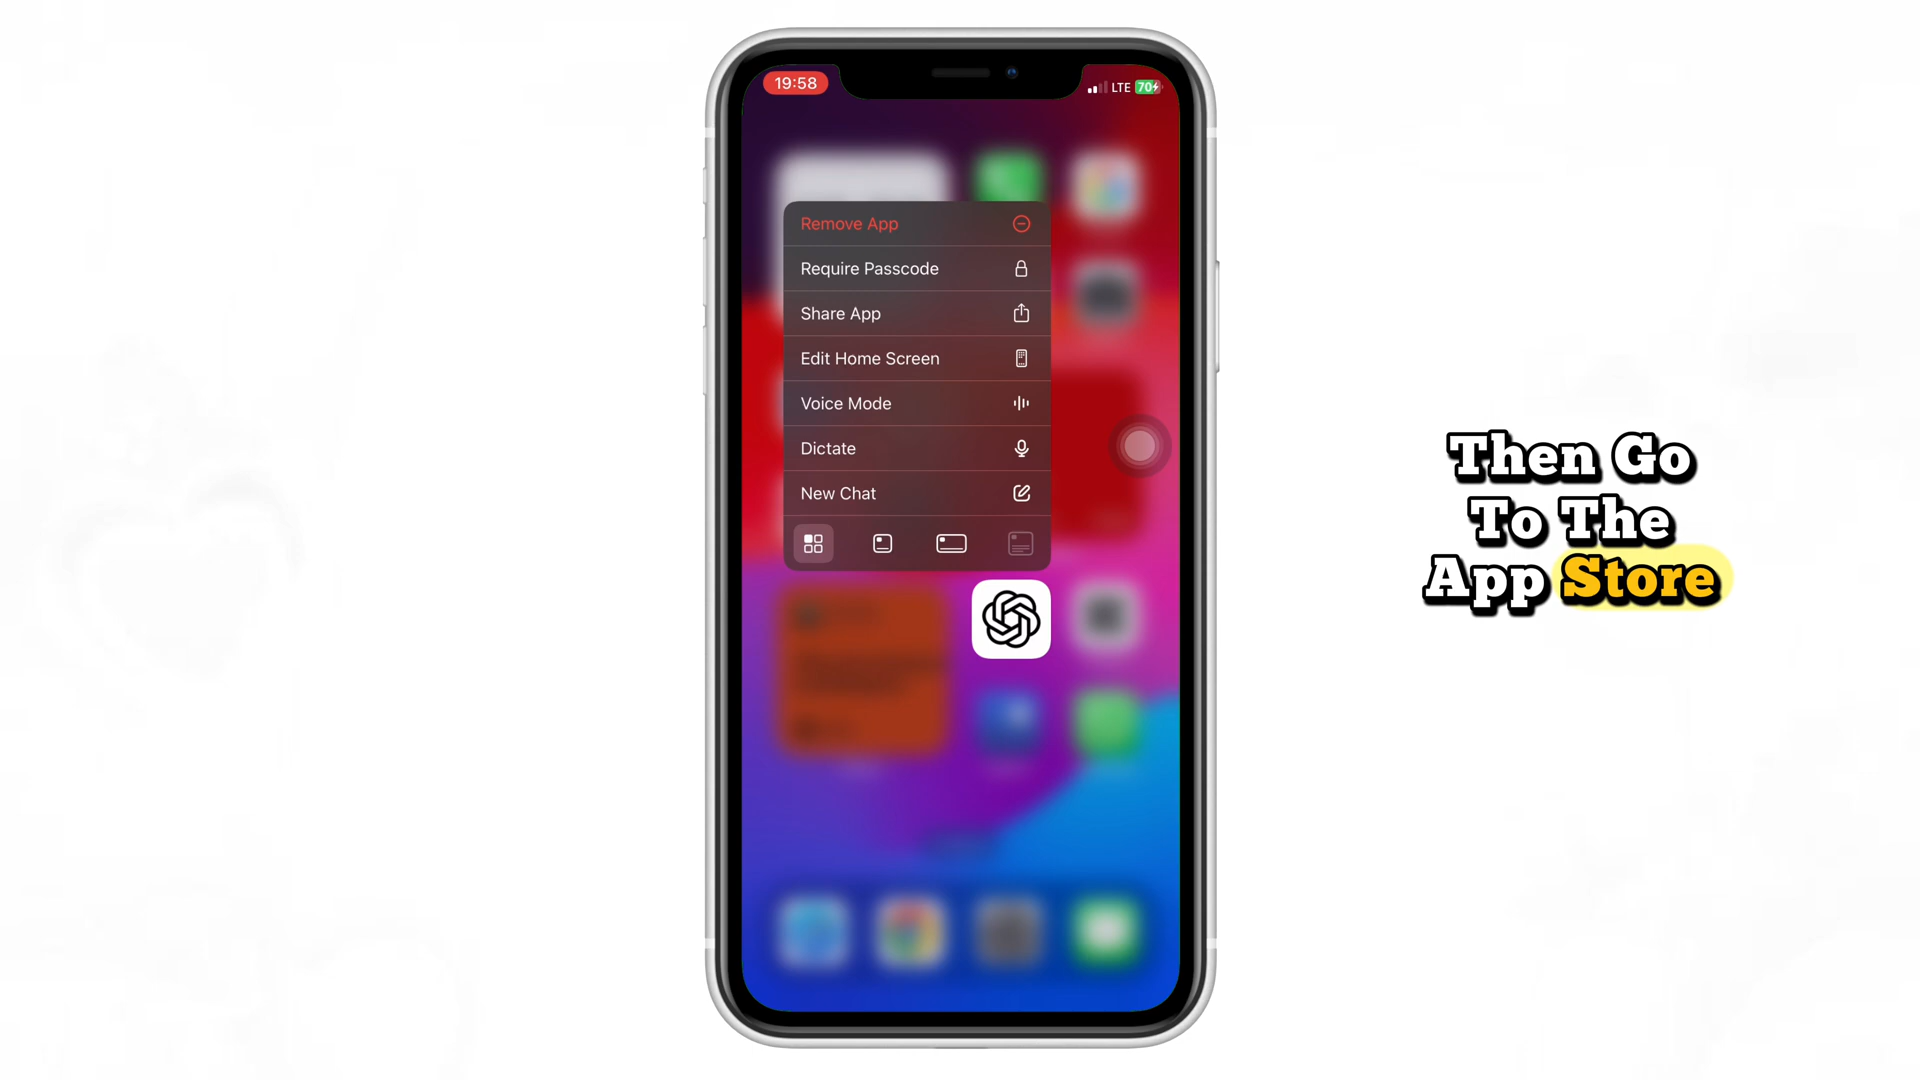 19:58
LTE 70
Remove App
Require Passcode
Share App
Edit Home Screen
Voice Mode
Dictate
New Chat
Then Go
To The
App Store